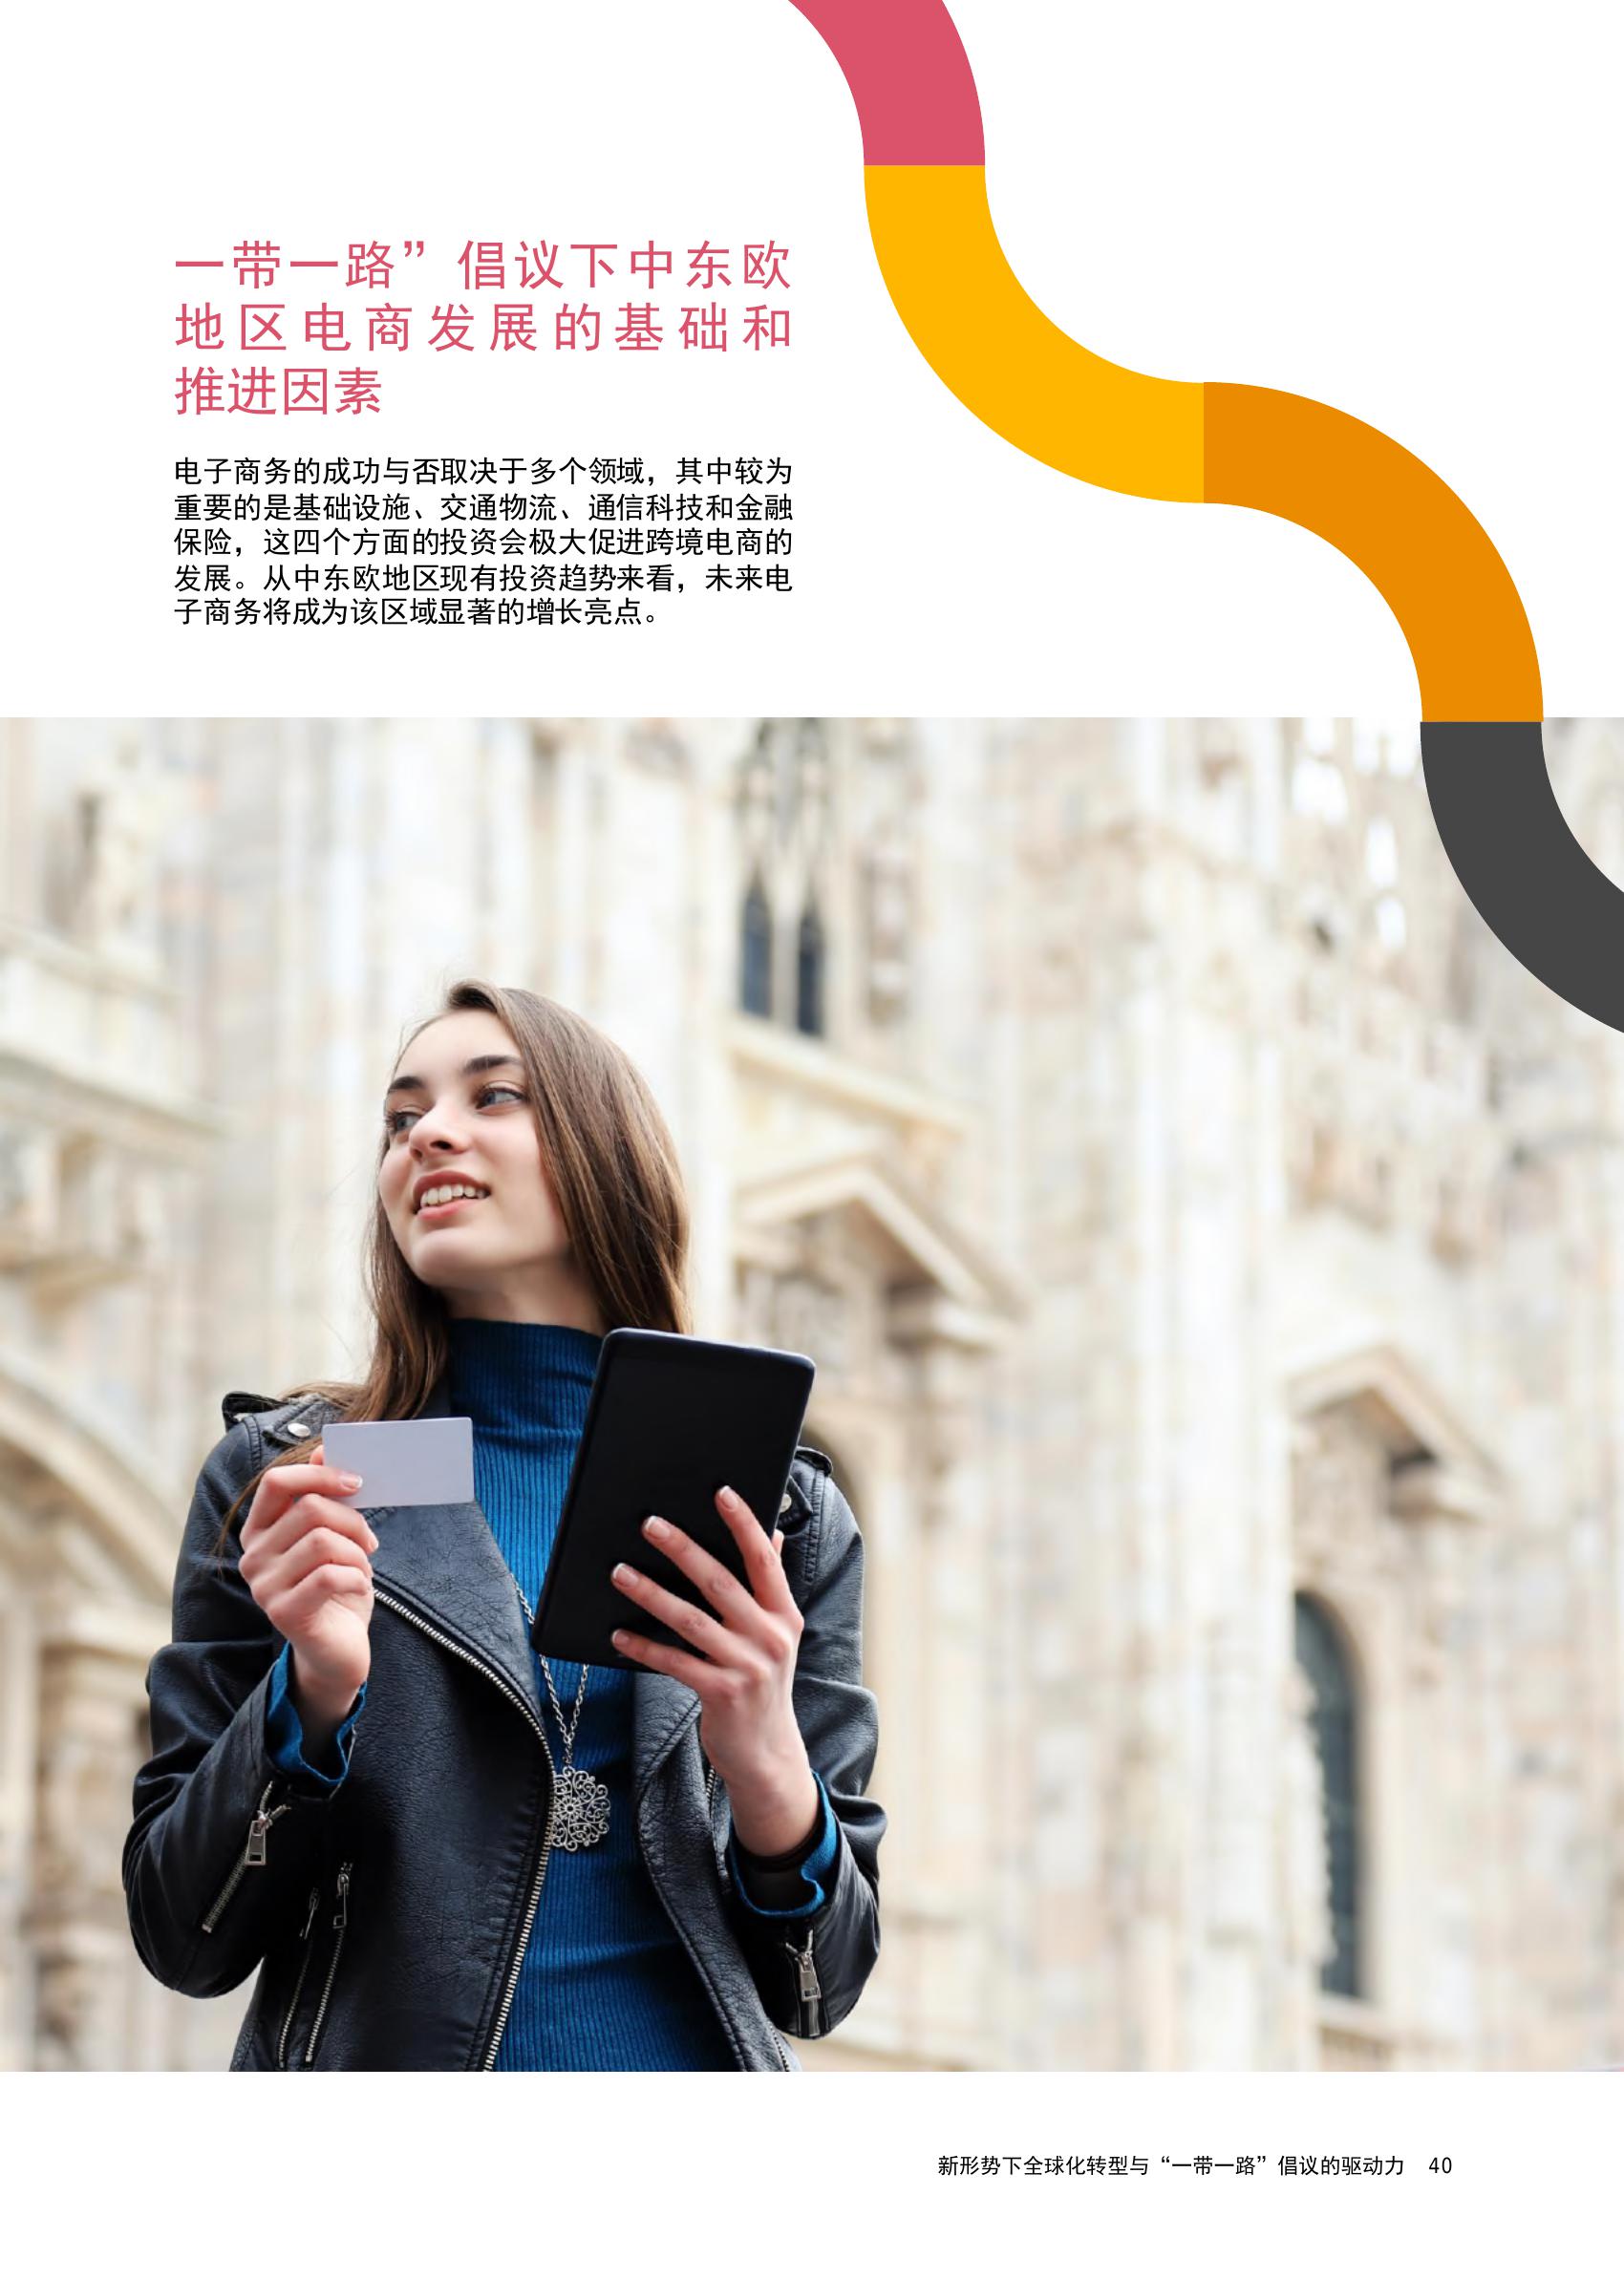 一带一路”倡议下中东欧
地区电商发展的基础和
推进因素
电子商务的成功与否取决于多个领域，其中较为
重要的是基础设施、交通物流、通信科技和金融
保险，这四个方面的投资会极大促进跨境电商的
发展。从中东欧地区现有投资趋势来看，未来电
子商务将成为该区域显著的增长亮点。
新形势下全球化转型与“一带一路”倡议的驱动力 40